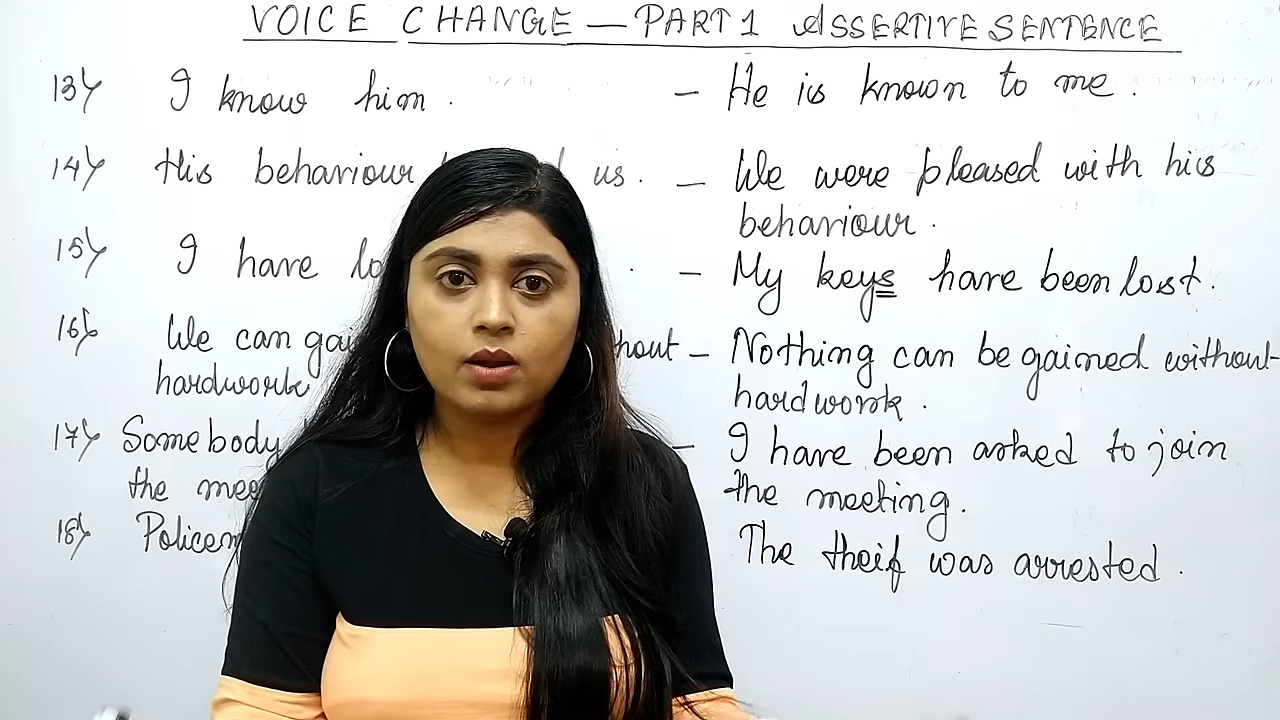 VOICE CHANGE — PART 1 ASSERTIVE SENTENCE
13) I know him. — He is known to me.
14) His behaviour us. — We were pleased with his
behaviour.
15) I have . — My keys have been lost.
16) We can — Nothing can be gained without
hardwork hardwork.
17) Somebody — I have been asked to join
the the meeting.
18) The theif was arrested.